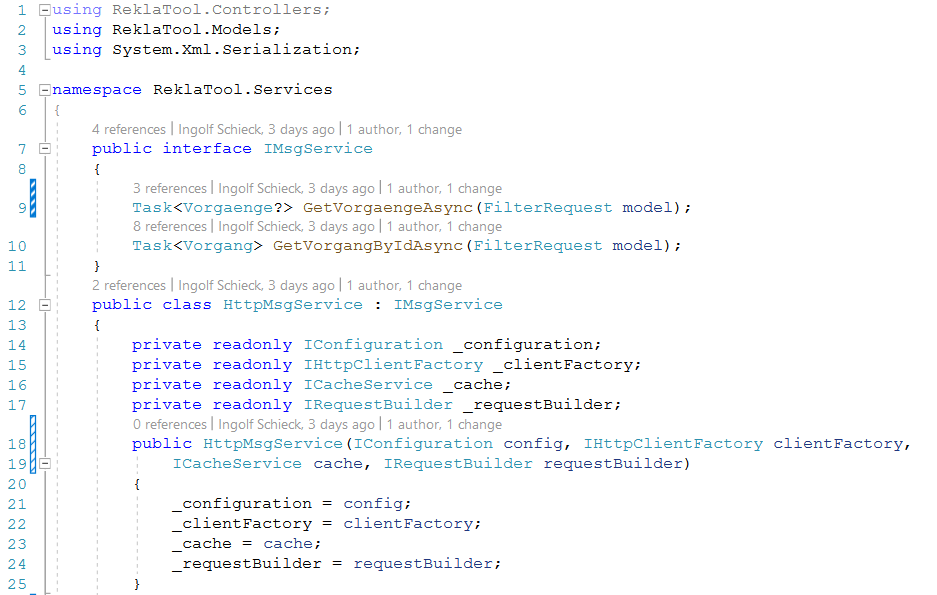 1 using ReklaTool.Controllers;
2 using ReklaTool.Models;
3 using System.Xml.Serialization;
4
5 namespace ReklaTool.Services
6 {
4 references | Ingolf Schieck, 3 days ago | 1 author, 1 change
7 public interface IMsgService
8 {
3 references | Ingolf Schieck, 3 days ago | 1 author, 1 change
9 Task<Vorgaenge?> GetVorgaengeAsync(FilterRequest model);
8 references | Ingolf Schieck, 3 days ago | 1 author, 1 change
10 Task<Vorgang> GetVorgangByIdAsync(FilterRequest model);
11 }
2 references | Ingolf Schieck, 3 days ago | 1 author, 1 change
12 public class HttpMsgService : IMsgService
13 {
14 private readonly IConfiguration _configuration;
15 private readonly IHttpClientFactory _clientFactory;
16 private readonly ICacheService _cache;
17 private readonly IRequestBuilder _requestBuilder;
0 references | Ingolf Schieck, 3 days ago | 1 author, 1 change
18 public HttpMsgService(IConfiguration config, IHttpClientFactory clientFactory,
19 ICacheService cache, IRequestBuilder requestBuilder)
20 {
21 _configuration = config;
22 _clientFactory = clientFactory;
23 _cache = cache;
24 _requestBuilder = requestBuilder;
25 }